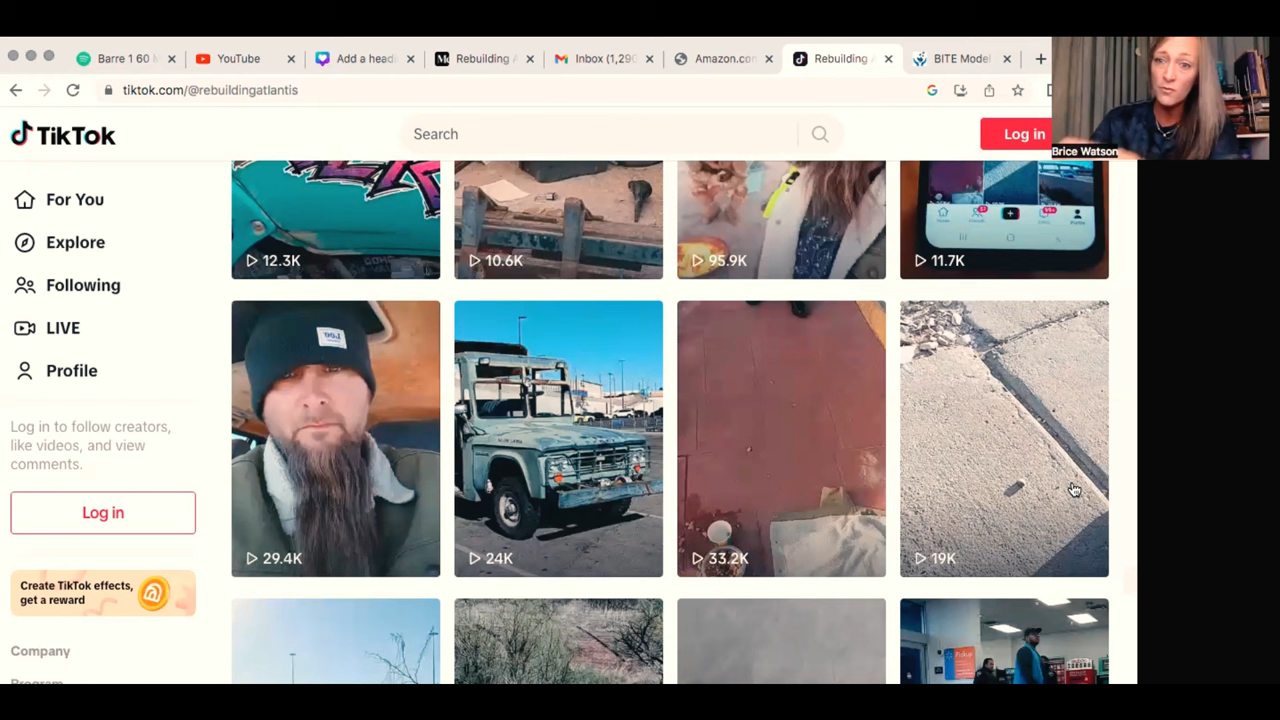 Barre 1 60
YouTube
Add a head
Rebuilding
Inbox (1,29
Amazon.co
Rebuilding
BITE Model
tiktok.com/@rebuildingatlantis
TikTok
Search
Log in
Brice Watson
For You
Explore
Following
LIVE
Profile
Log in to follow creators,
like videos, and view
comments.
Log in
Create TikTok effects,
get a reward
Company
12.3K
10.6K
95.9K
11.7K
29.4K
24K
33.2K
19K
Pickup